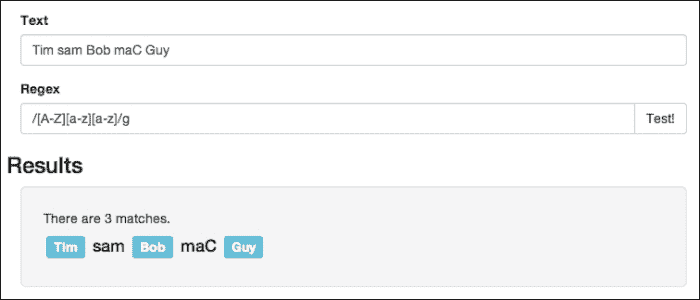 Text
Tim sam Bob maC Guy
Regex
/[A-Z][a-z][a-z]/g Test!
Results
There are 3 matches.
Tim sam Bob maC Guy